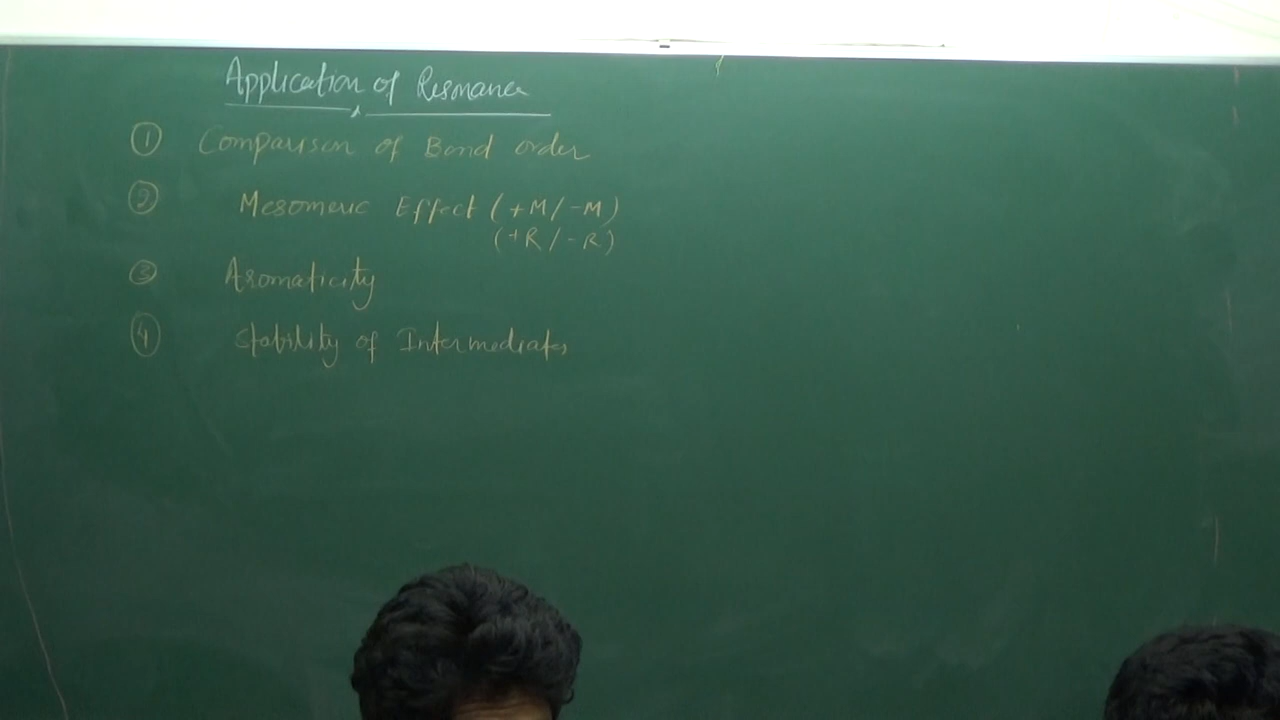 Application of Resonance
① Comparison of Bond order
② Mesomeric Effect (+M/-M)
(+R/-R)
③ Aromaticity
④ Stability of Intermediates